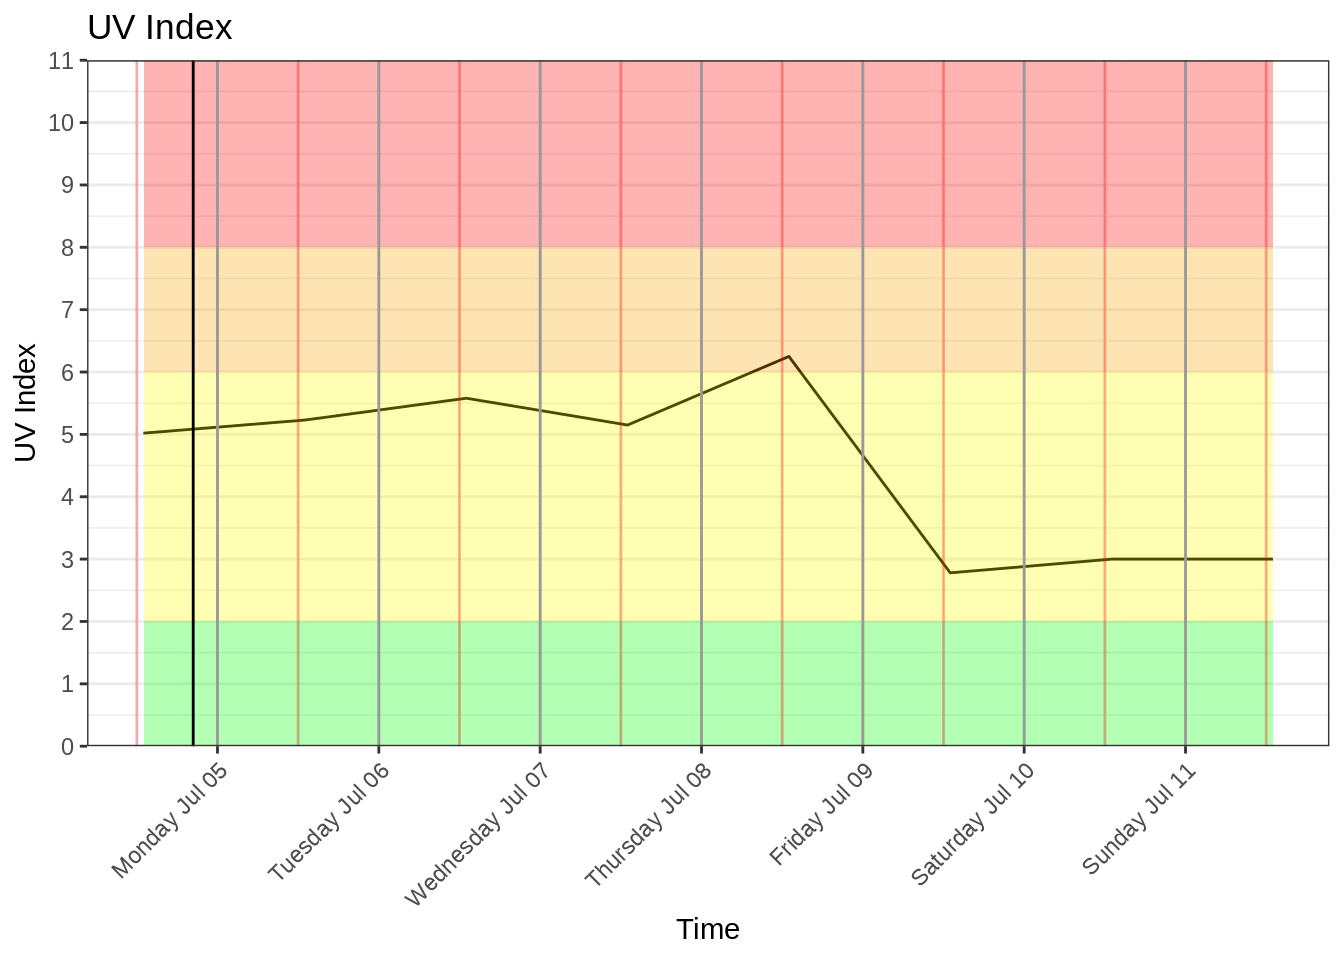 UV Index
11
10
9
8
7
6
5
4
3
2
1
0
UV Index
Monday Jul 05
Tuesday Jul 06
Wednesday Jul 07
Thursday Jul 08
Friday Jul 09
Saturday Jul 10
Sunday Jul 11
Time